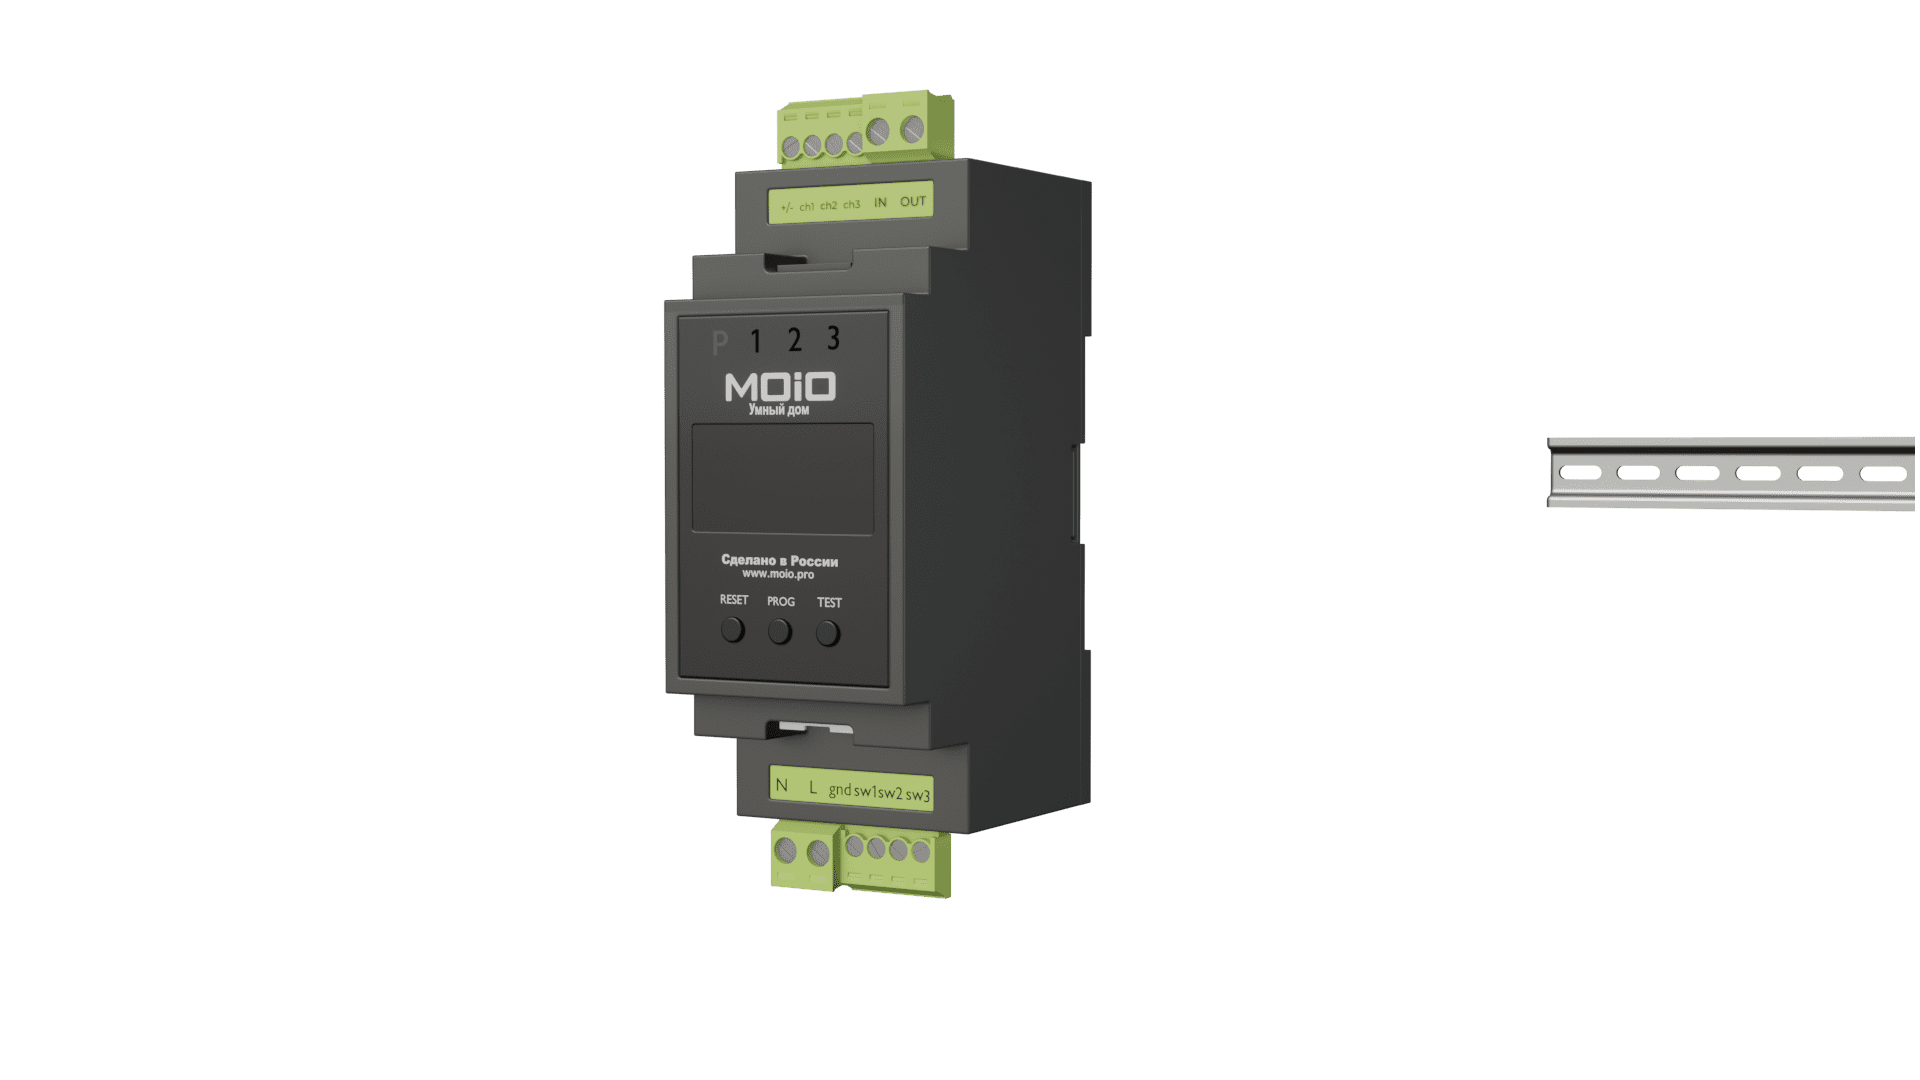 +/- ch1 ch2 ch3 IN OUT
P 1 2 3
MOiO
Умный дом
Сделано в России
www.moio.pro
RESET PROG TEST
N L gnd sw1 sw2 sw3